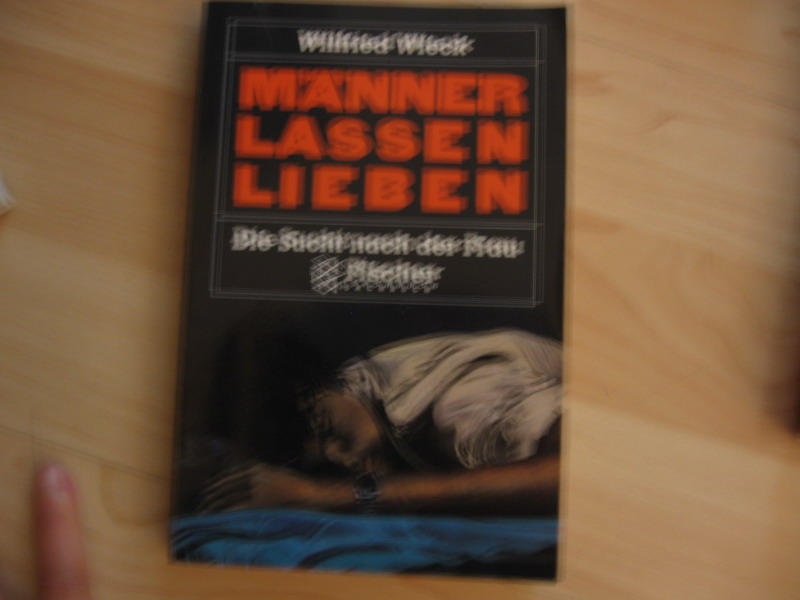 Wilfried Wieck
MÄNNER
LASSEN
LIEBEN
Die Sucht nach der Frau
Fischer